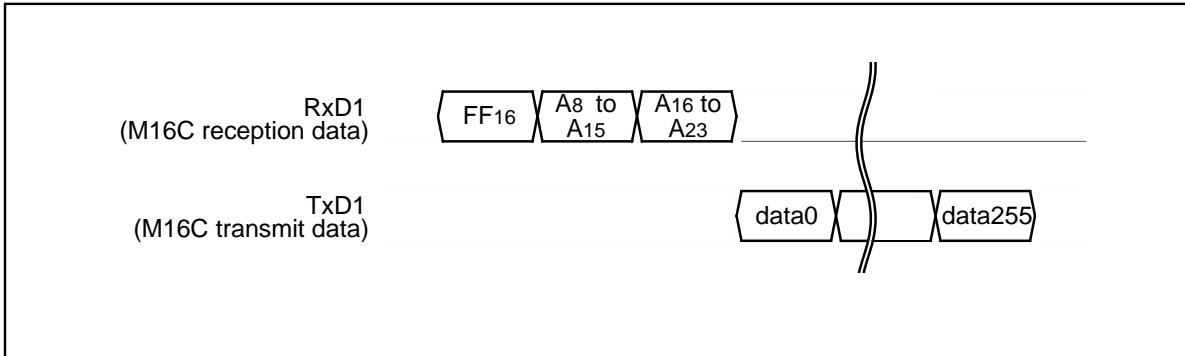 RxD1
(M16C reception data)
FF16
A8 to
A15
A16 to
A23
TxD1
(M16C transmit data)
data0
data255